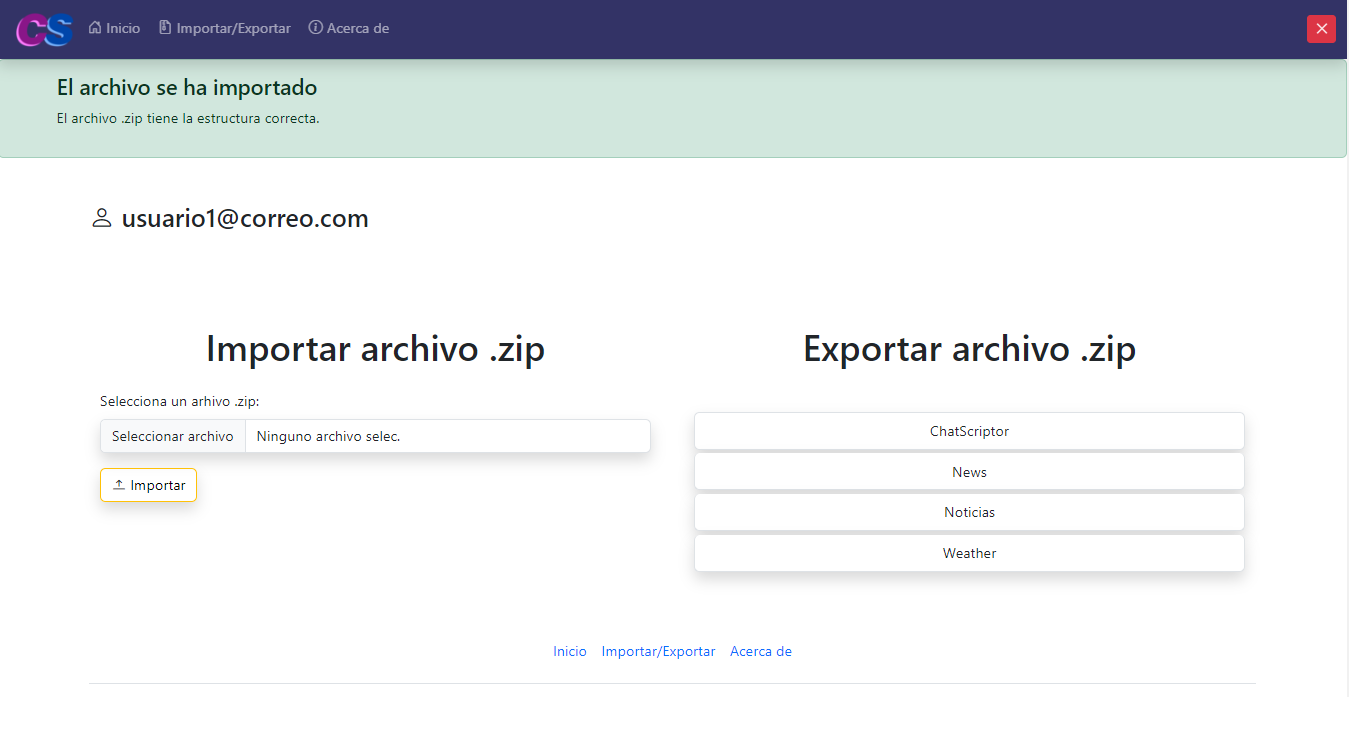 CS Inicio Importar/Exportar Acerca de
El archivo se ha importado
El archivo .zip tiene la estructura correcta.
usuario1@correo.com
Importar archivo .zip
Selecciona un arhivo .zip:
Seleccionar archivo Ninguno archivo selec.
Importar
Exportar archivo .zip
ChatScriptor
News
Noticias
Weather
Inicio Importar/Exportar Acerca de